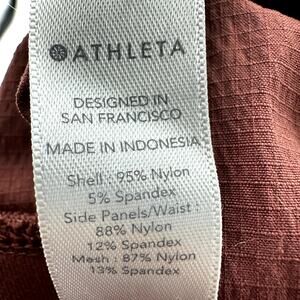 ATHLETA
DESIGNED IN
SAN FRANCISCO
MADE IN INDONESIA
Shell : 95% Nylon
5% Spandex
Side Panels/Waist :
88% Nylon
12% Spandex
Mesh : 87% Nylon
13% Spandex